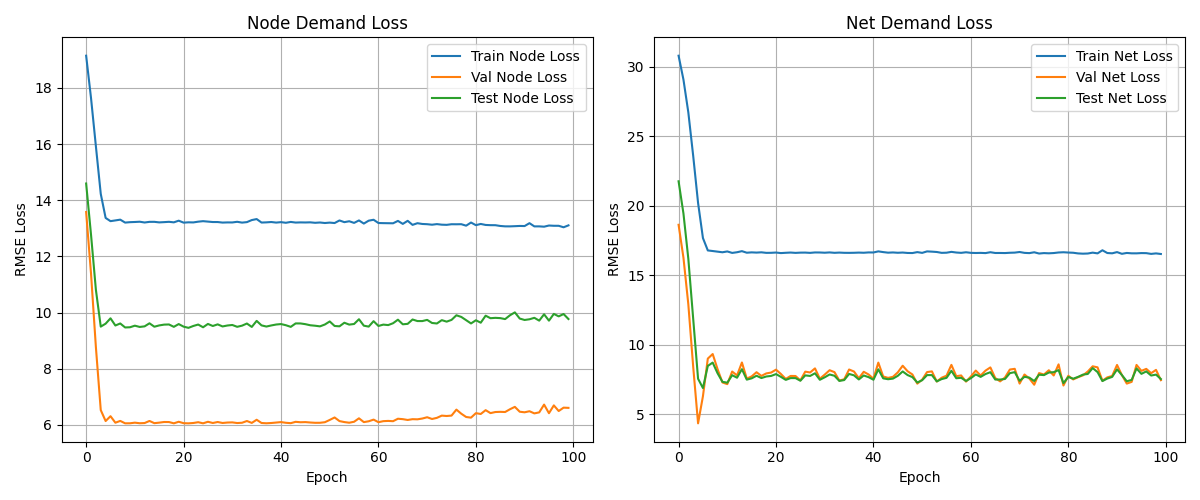 Node Demand Loss
Train Node Loss
Val Node Loss
Test Node Loss
RMSE Loss
18
16
14
12
10
8
6
0 20 40 60 80 100
Epoch
Net Demand Loss
Train Net Loss
Val Net Loss
Test Net Loss
RMSE Loss
30
25
20
15
10
5
0 20 40 60 80 100
Epoch